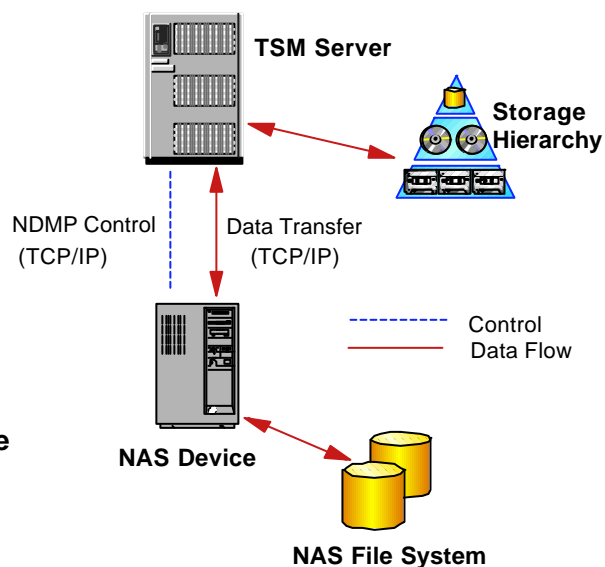 TSM Server
Storage
Hierarchy
NDMP Control
(TCP/IP)
Data Transfer
(TCP/IP)
Control
Data Flow
e
NAS Device
NAS File System